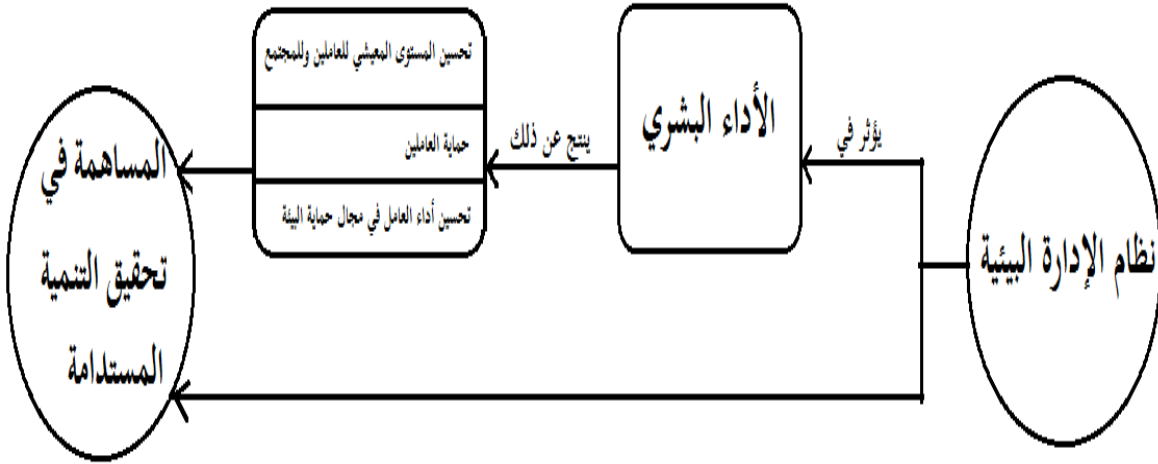 نظام الإدارة البيئية
يؤثر في
الأداء البشري
ينتج عن ذلك
تحسين المستوى المعيشي للعاملين وللمجتمع
حماية العاملين
تحسين أداء العامل في مجال حماية البيئة
المساهمة في
تحقيق التنمية
المستدامة